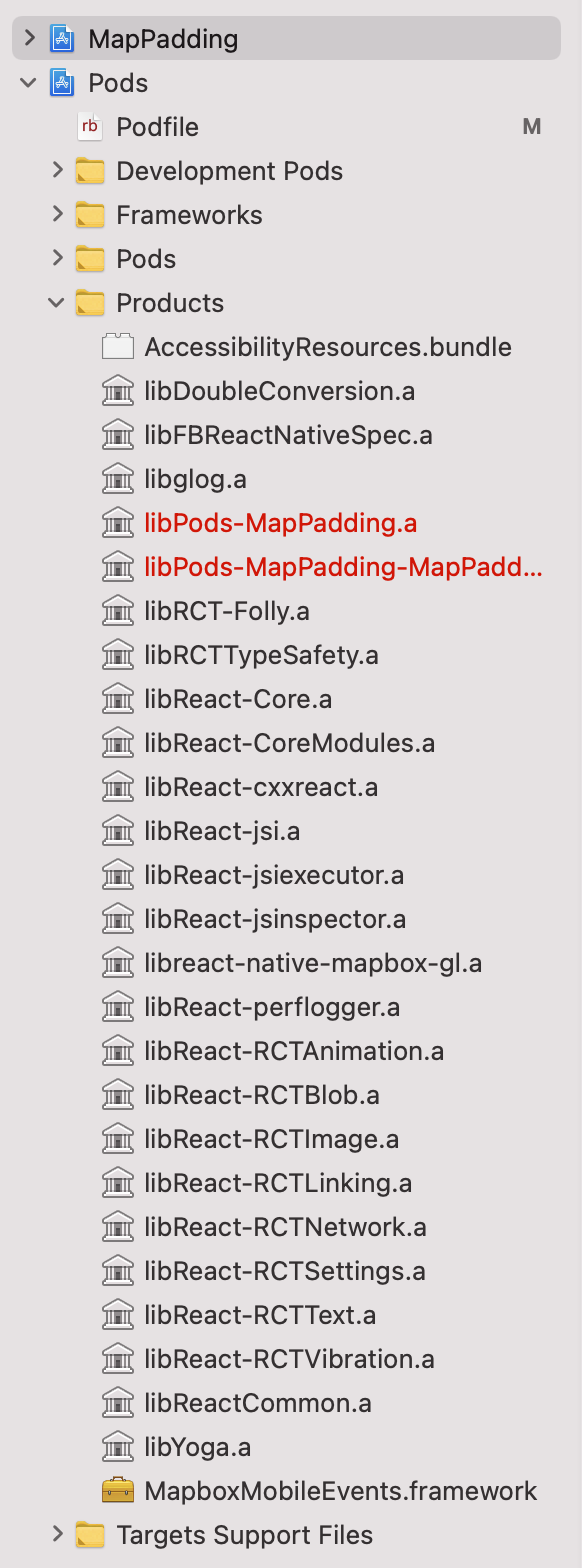 MapPadding
Pods
rb Podfile M
Development Pods
Frameworks
Pods
Products
AccessibilityResources.bundle
libDoubleConversion.a
libFBReactNativeSpec.a
libglog.a
libPods-MapPadding.a
libPods-MapPadding-MapPadd...
libRCT-Folly.a
libRCTTypeSafety.a
libReact-Core.a
libReact-CoreModules.a
libReact-cxxreact.a
libReact-jsi.a
libReact-jsiexecutor.a
libReact-jsinspector.a
libreact-native-mapbox-gl.a
libReact-perflogger.a
libReact-RCTAnimation.a
libReact-RCTBlob.a
libReact-RCTImage.a
libReact-RCTLinking.a
libReact-RCTNetwork.a
libReact-RCTSettings.a
libReact-RCTText.a
libReact-RCTVibration.a
libReactCommon.a
libYoga.a
MapboxMobileEvents.framework
Targets Support Files